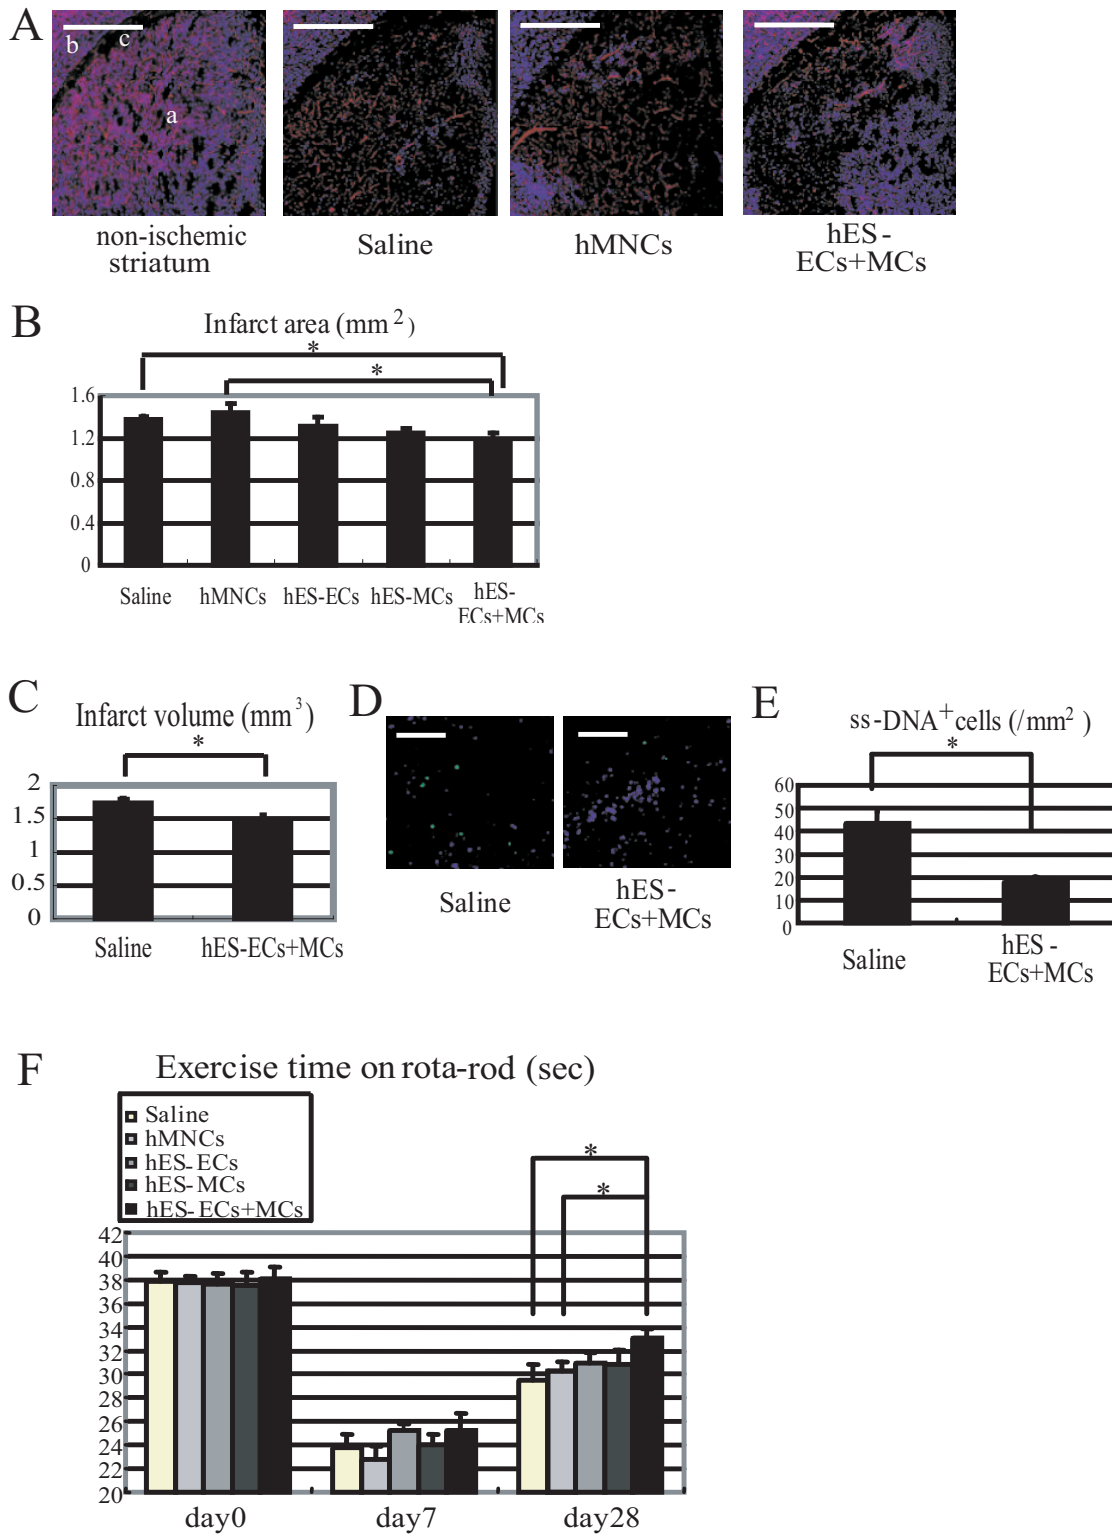 A
b
c
a
non-ischemic
striatum
Saline
hMNCs
hES-
ECs+MCs
B
Infarct area (mm2)
*
*
1.6
1.2
0.8
0.4
0
Saline
hMNCs
hES-ECs
hES-MCs
hES-
ECs+MCs
C
Infarct volume (mm3)
*
2
1.5
1
0.5
0
Saline
hES-ECs+MCs
D
Saline
hES-
ECs+MCs
E
ss-DNA+cells (/mm2)
*
60
50
40
30
20
10
0
Saline
hES-
ECs+MCs
F
Exercise time on rota-rod (sec)
Saline
hMNCs
hES-ECs
hES-MCs
hES-ECs+MCs
*
*
42
40
38
36
34
32
30
28
26
24
22
20
day0
day7
day28